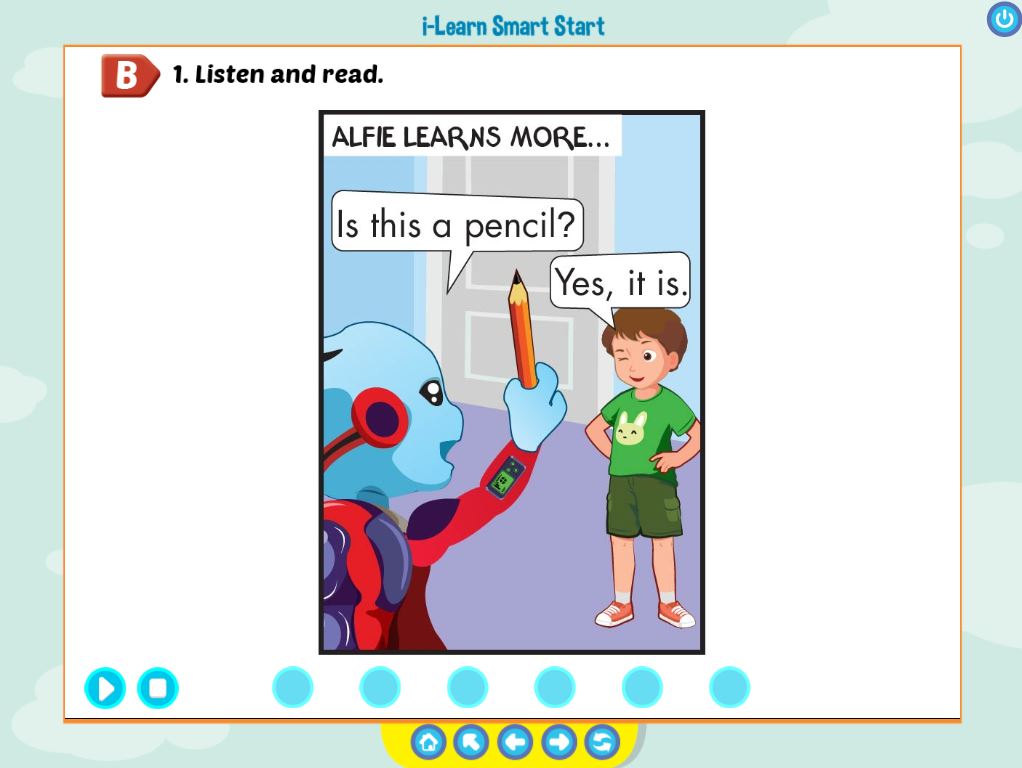 i-Learn Smart Start
B
1. Listen and read.
ALFIE LEARNS MORE...
Is this a pencil?
Yes, it is.